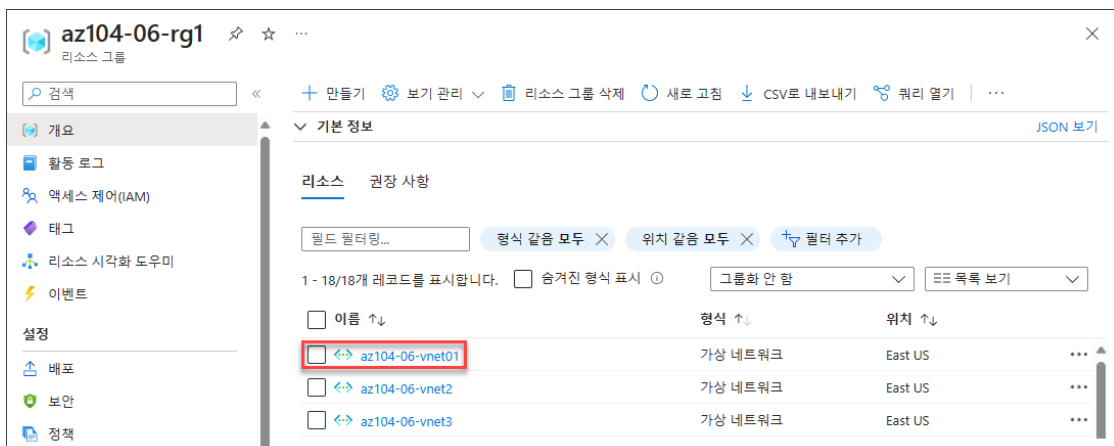 az104-06-rg1
리소스 그룹
검색
만들기 보기 관리 리소스 그룹 삭제 새로 고침 CSV로 내보내기 쿼리 열기
개요
활동 로그
액세스 제어(IAM)
태그
리소스 시각화 도우미
이벤트
설정
배포
보안
정책
기본 정보 JSON 보기
리소스 권장 사항
필드 필터링... 형식 같음 모두 위치 같음 모두 필터 추가
1 - 18/18개 레코드를 표시합니다. 숨겨진 형식 표시 그룹화 안 함 목록 보기
이름 형식 위치
az104-06-vnet01 가상 네트워크 East US
az104-06-vnet2 가상 네트워크 East US
az104-06-vnet3 가상 네트워크 East US